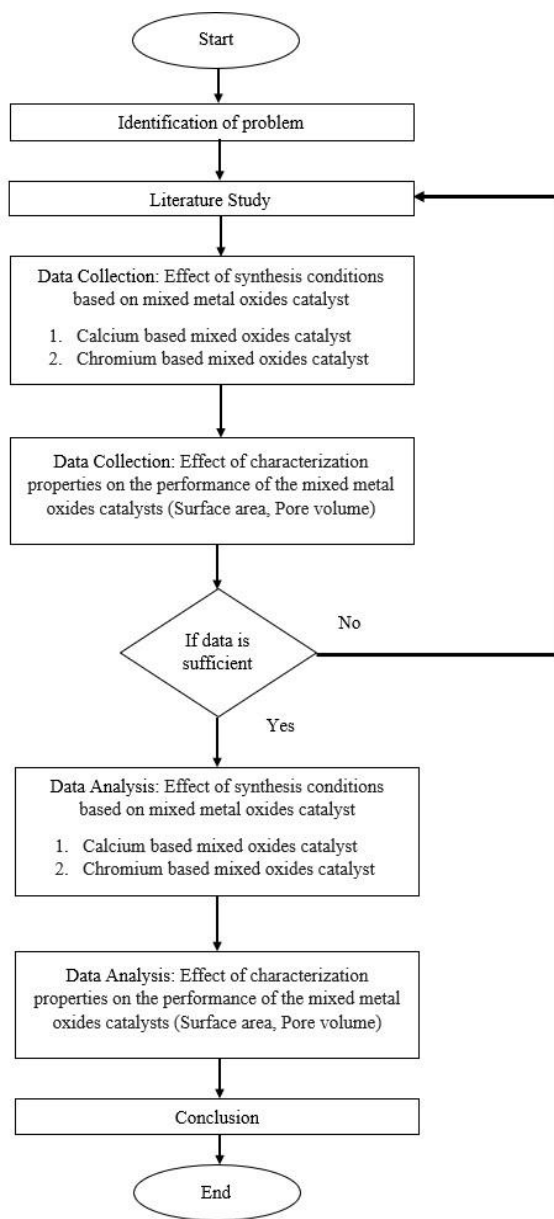 Start
Identification of problem
Literature Study
Data Collection: Effect of synthesis conditions
based on mixed metal oxides catalyst
1. Calcium based mixed oxides catalyst
2. Chromium based mixed oxides catalyst
Data Collection: Effect of characterization
properties on the performance of the mixed metal
oxides catalysts (Surface area, Pore volume)
If data is
sufficient
No
Yes
Data Analysis: Effect of synthesis conditions
based on mixed metal oxides catalyst
1. Calcium based mixed oxides catalyst
2. Chromium based mixed oxides catalyst
Data Analysis: Effect of characterization
properties on the performance of the mixed metal
oxides catalysts (Surface area, Pore volume)
Conclusion
End